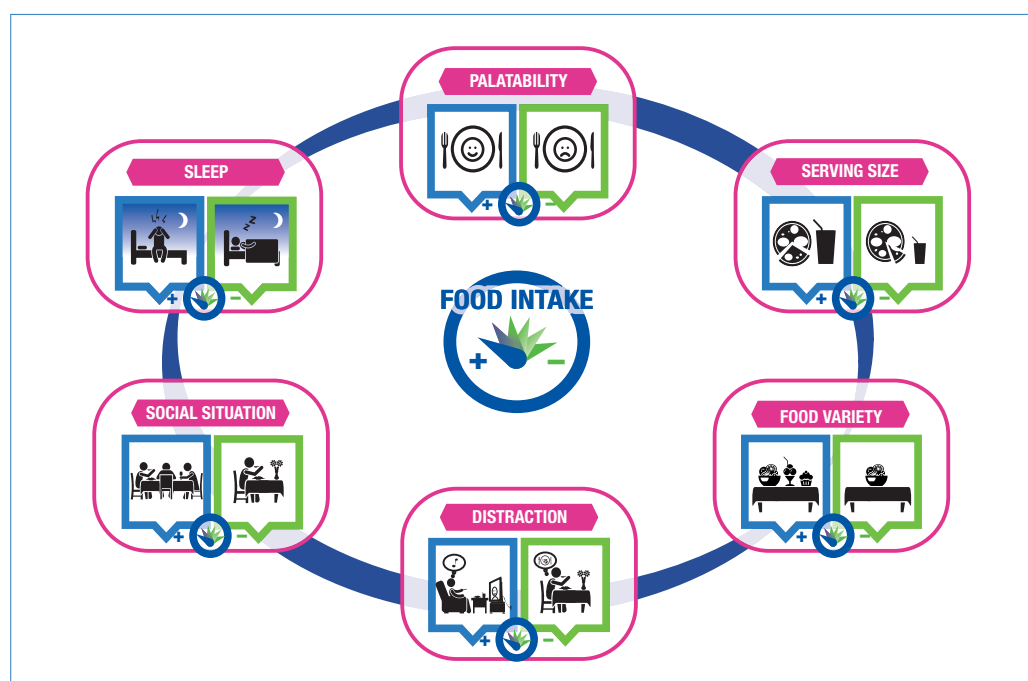 PALATABILITY
+ −
SLEEP
z z z
+ −
SERVING SIZE
+ −
FOOD INTAKE
+ −
SOCIAL SITUATION
+ −
FOOD VARIETY
+ −
DISTRACTION
+ −